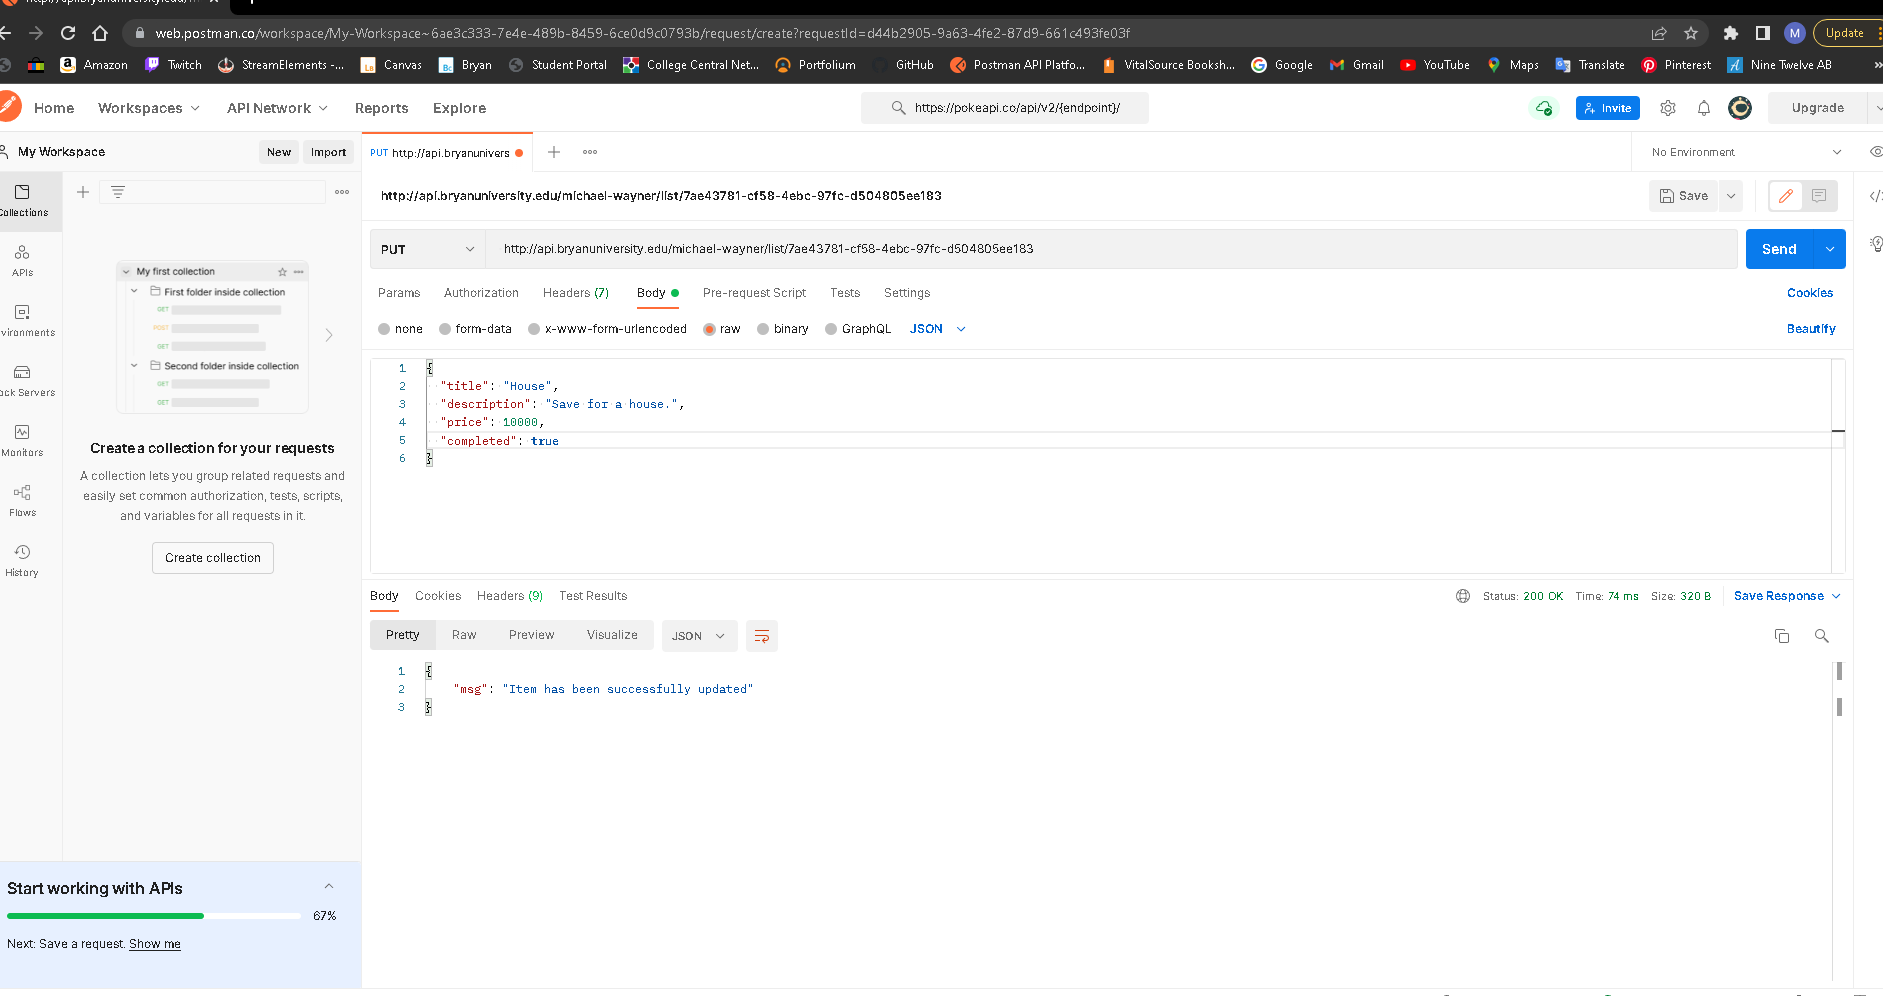 web.postman.co/workspace/My-Workspace~6ae3c333-7e4e-489b-8459-6ce0d9c0793b/request/create?requestId=d44b2905-9a63-4fe2-87d9-661c493fe03f
M
Update
Amazon
Twitch
StreamElements -...
Canvas
Bryan
Student Portal
College Central Net...
Portfolium
GitHub
Postman API Platfo...
VitalSource Booksh...
Google
Gmail
YouTube
Maps
Translate
Pinterest
Nine Twelve AB
Home
Workspaces
API Network
Reports
Explore
https://pokeapi.co/api/v2/{endpoint}/
Invite
Upgrade
My Workspace
New
Import
PUT http://api.bryanunivers
No Environment
http://api.bryanuniversity.edu/michael-wayner/list/7ae43781-cf58-4ebc-97fc-d504805ee183
Save
PUT
http://api.bryanuniversity.edu/michael-wayner/list/7ae43781-cf58-4ebc-97fc-d504805ee183
Send
Params
Authorization
Headers (7)
Body
Pre-request Script
Tests
Settings
Cookies
none
form-data
x-www-form-urlencoded
raw
binary
GraphQL
JSON
Beautify
1 {
2 "title": "House",
3 "description": "Save for a house.",
4 "price": 10000,
5 "completed": true
6 }
ollections
APIs
vironments
ock Servers
Monitors
Flows
History
My first collection
First folder inside collection
GET
POST
GET
Second folder inside collection
GET
GET
Create a collection for your requests
A collection lets you group related requests and
easily set common authorization, tests, scripts,
and variables for all requests in it.
Create collection
Body
Cookies
Headers (9)
Test Results
Status: 200 OK
Time: 74 ms
Size: 320 B
Save Response
Pretty
Raw
Preview
Visualize
JSON
1 {
2 "msg": "Item has been successfully updated"
3 }
Start working with APIs
67%
Next: Save a request. Show me